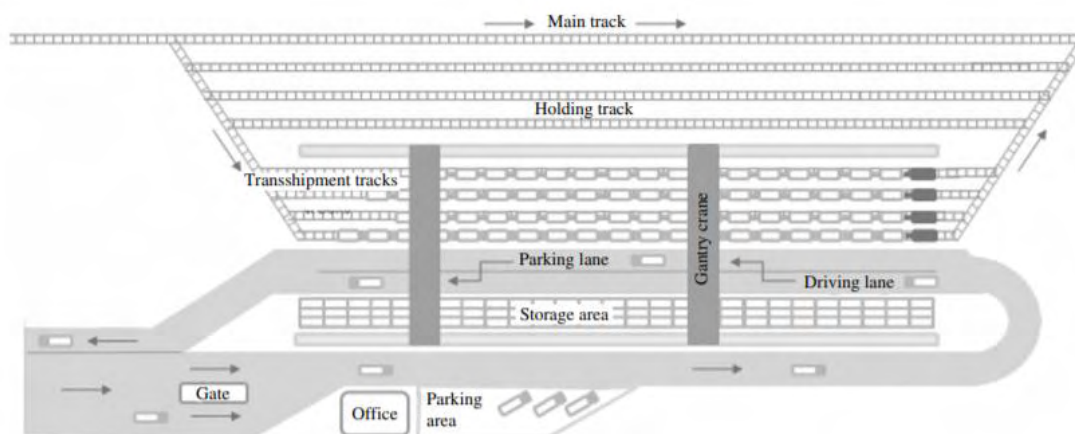 Main track
Holding track
Transshipment tracks
Gantry crane
Parking lane
Driving lane
Storage area
Gate
Office
Parking
area